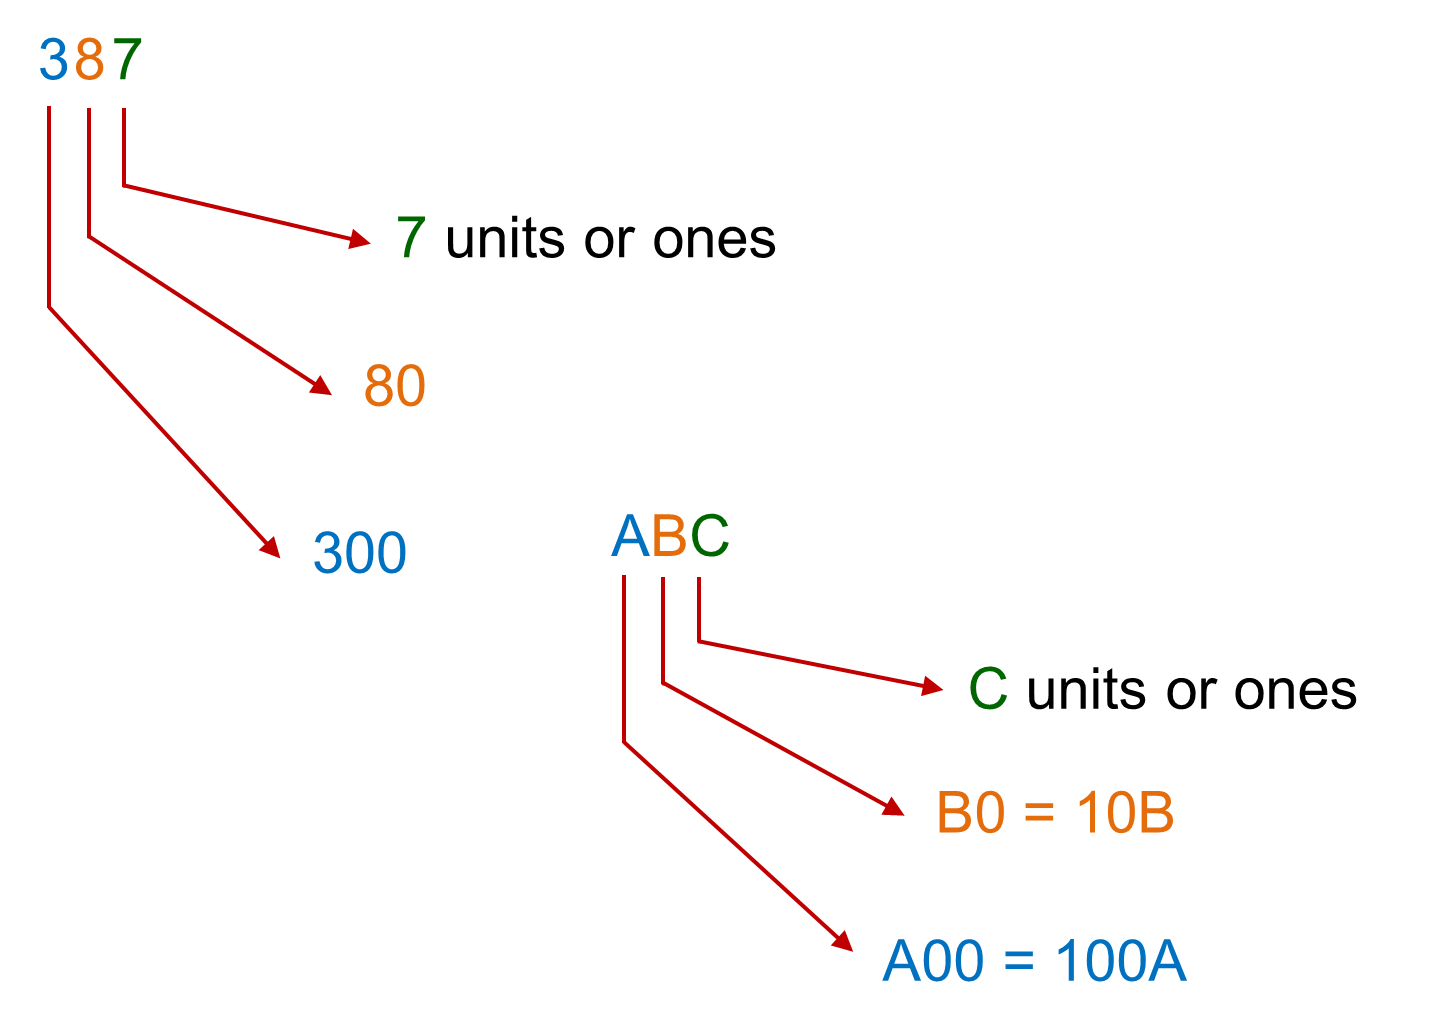 387
7 units or ones
80
300
ABC
C units or ones
B0 = 10B
A00 = 100A